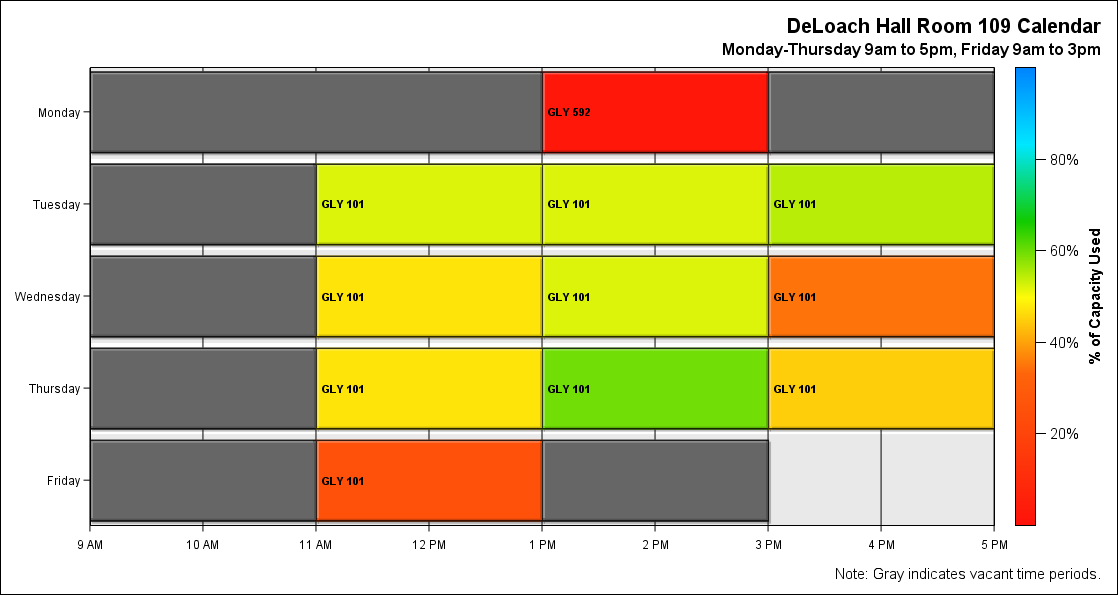 DeLoach Hall Room 109 Calendar
Monday-Thursday 9am to 5pm, Friday 9am to 3pm
Monday
GLY 592
Tuesday
GLY 101
GLY 101
GLY 101
Wednesday
GLY 101
GLY 101
GLY 101
Thursday
GLY 101
GLY 101
GLY 101
Friday
GLY 101
9 AM
10 AM
11 AM
12 PM
1 PM
2 PM
3 PM
4 PM
5 PM
80%
60%
40%
20%
% of Capacity Used
Note: Gray indicates vacant time periods.